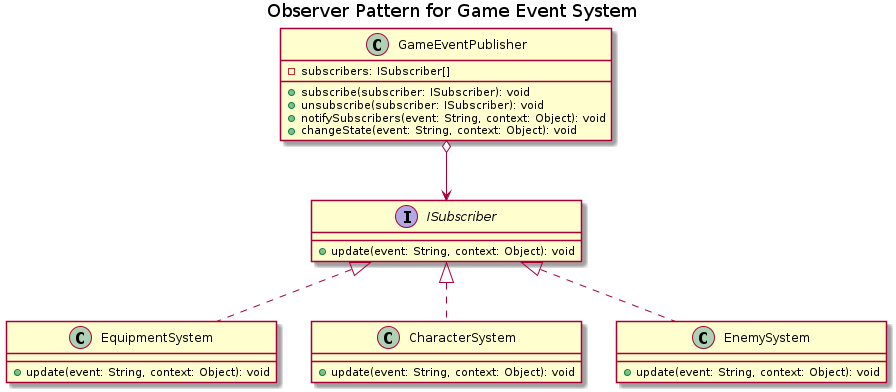 Observer Pattern for Game Event System
C GameEventPublisher
subscribers: ISubscriber[]
subscribe(subscriber: ISubscriber): void
unsubscribe(subscriber: ISubscriber): void
notifySubscribers(event: String, context: Object): void
changeState(event: String, context: Object): void
I ISubscriber
update(event: String, context: Object): void
C EquipmentSystem
update(event: String, context: Object): void
C CharacterSystem
update(event: String, context: Object): void
C EnemySystem
update(event: String, context: Object): void